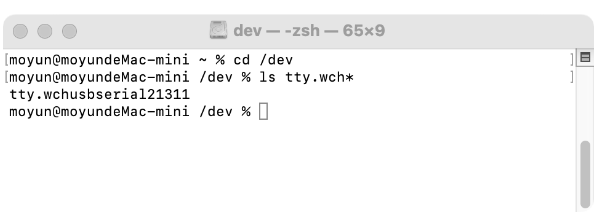 dev — -zsh — 65×9
[moyun@moyundeMac-mini ~ % cd /dev ]
[moyun@moyundeMac-mini /dev % ls tty.wch* ]
tty.wchusbserial21311
moyun@moyundeMac-mini /dev %